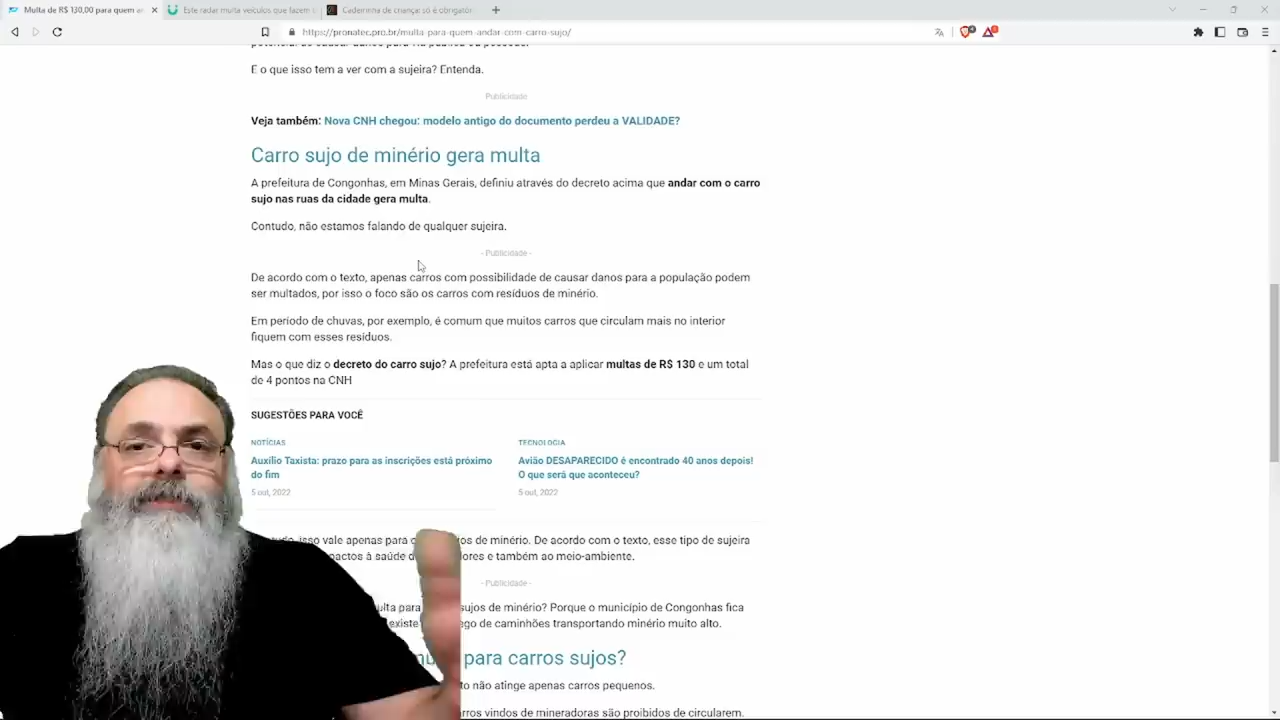 Multa de R$ 130,00 para quem an
Este radar multa veículos que fazem
Cadeirinha de criança: só é obrigatóri
https://pronatec.pro.br/multa-para-quem-andar-com-carro-sujo/
E o que isso tem a ver com a sujeira? Entenda.
Publicidade
Veja também: Nova CNH chegou: modelo antigo do documento perdeu a VALIDADE?
Carro sujo de minério gera multa
A prefeitura de Congonhas, em Minas Gerais, definiu através do decreto acima que andar com o carro
sujo nas ruas da cidade gera multa.
Contudo, não estamos falando de qualquer sujeira.
- Publicidade -
De acordo com o texto, apenas carros com possibilidade de causar danos para a população podem
ser multados, por isso o foco são os carros com resíduos de minério.
Em período de chuvas, por exemplo, é comum que muitos carros que circulam mais no interior
fiquem com esses resíduos.
Mas o que diz o decreto do carro sujo? A prefeitura está apta a aplicar multas de R$ 130 e um total
de 4 pontos na CNH
SUGESTÕES PARA VOCÊ
NOTÍCIAS
Auxílio Taxista: prazo para as inscrições está próximo
do fim
5 out, 2022
TECNOLOGIA
Avião DESAPARECIDO é encontrado 40 anos depois!
O que será que aconteceu?
5 out, 2022
isso vale apenas para os de minério. De acordo com o texto, esse tipo de sujeira
pactos à saúde d ores e também ao meio-ambiente.
- Publicidade -
ulta para sujos de minério? Porque o município de Congonhas fica
existe ego de caminhões transportando minério muito alto.
para carros sujos?
to não atinge apenas carros pequenos.
rros vindos de mineradoras são proibidos de circularem.